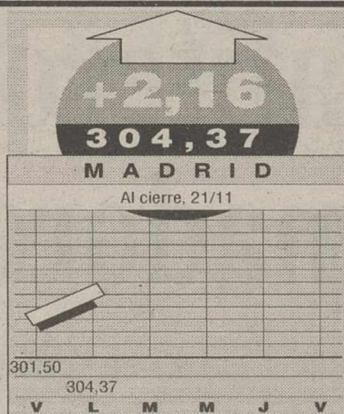 +2,16
304,37
MADRID
Al cierre, 21/11
301,50
304,37
V L M M J V